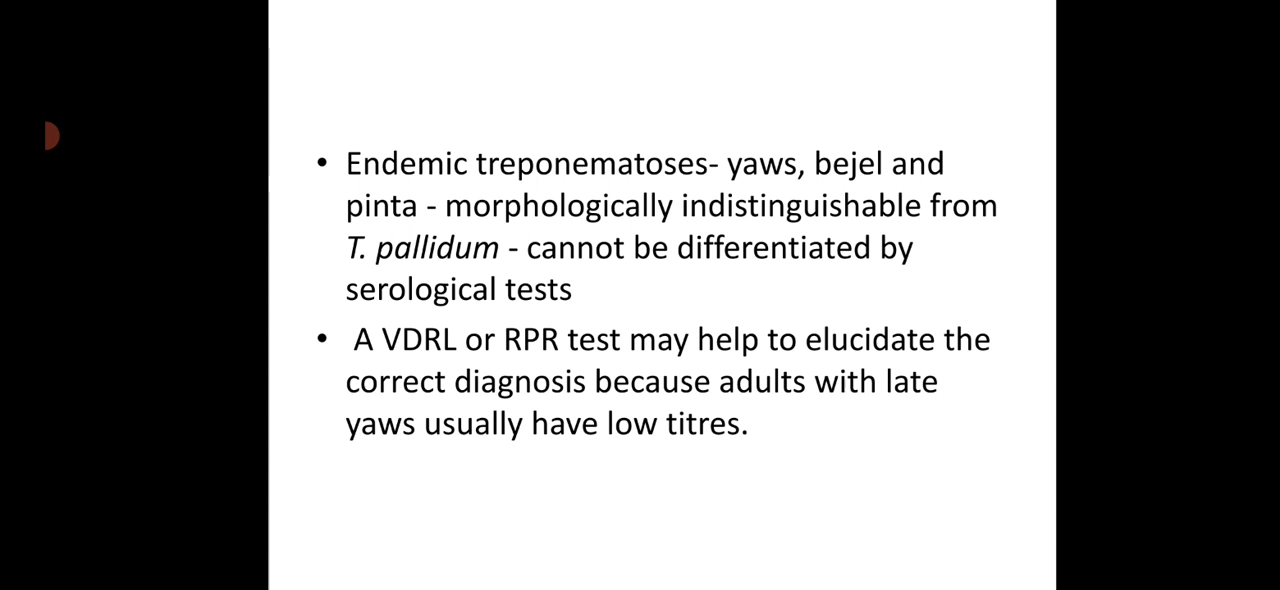 • Endemic treponematoses- yaws, bejel and
pinta - morphologically indistinguishable from
T. pallidum - cannot be differentiated by
serological tests
• A VDRL or RPR test may help to elucidate the
correct diagnosis because adults with late
yaws usually have low titres.